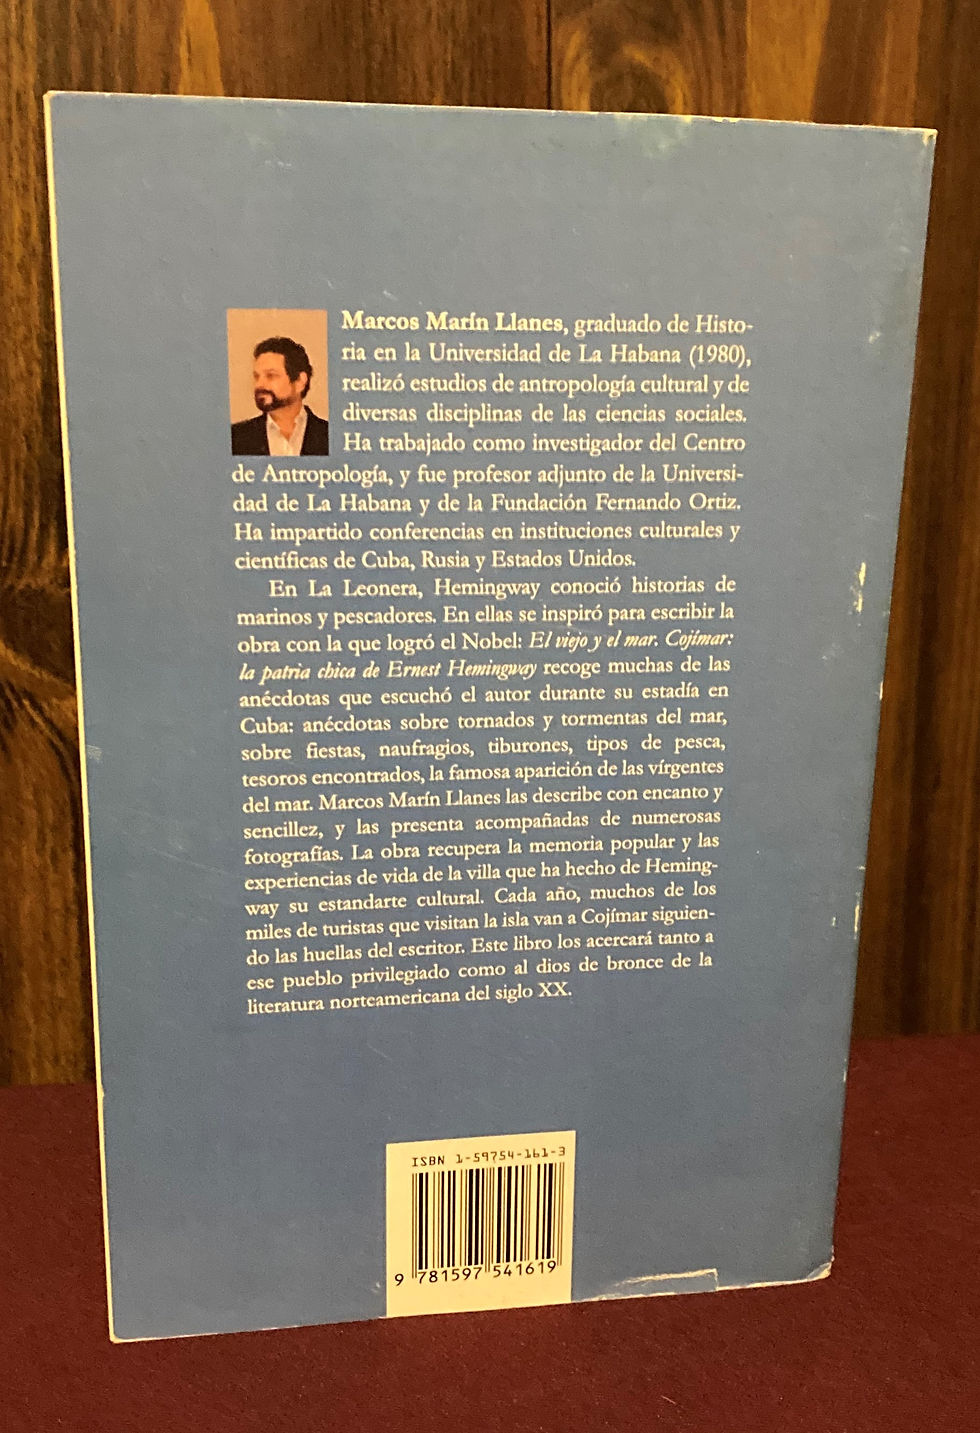 Marcos Marín Llanes, graduado de Histo-
ria en la Universidad de La Habana (1980),
realizó estudios de antropología cultural y de
diversas disciplinas de las ciencias sociales.
Ha trabajado como investigador del Centro
de Antropología, y fue profesor adjunto de la Universi-
dad de La Habana y de la Fundación Fernando Ortiz.
Ha impartido conferencias en instituciones culturales y
científicas de Cuba, Rusia y Estados Unidos.
En La Leonera, Hemingway conoció historias de
marinos y pescadores. En ellas se inspiró para escribir la
obra con la que logró el Nobel: El viejo y el mar. Cojímar:
la patria chica de Ernest Hemingway recoge muchas de las
anécdotas que escuchó el autor durante su estadía en
Cuba: anécdotas sobre tornados y tormentas del mar,
sobre fiestas, naufragios, tiburones, tipos de pesca,
tesoros encontrados, la famosa aparición de las vírgentes
del mar. Marcos Marín Llanes las describe con encanto y
sencillez, y las presenta acompañadas de numerosas
fotografías. La obra recupera la memoria popular y las
experiencias de vida de la villa que ha hecho de Heming-
way su estandarte cultural. Cada año, muchos de los
miles de turistas que visitan la isla van a Cojímar siguien-
do las huellas del escritor. Este libro los acercará tanto a
ese pueblo privilegiado como al dios de bronce de la
literatura norteamericana del siglo XX.
ISBN 1-59754-161-3
9 781597 541619